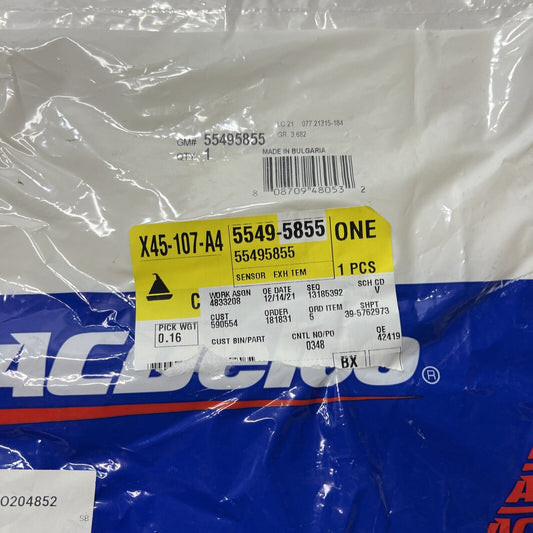 LC 21 077 21315-184
GR. 3.682
GM# 55495855
QTY. 1
MADE IN BULGARIA
8 08709 48053 2
X45-107-A4
5549-5855
55495855
ONE
SENSOR EXH TEM
1 PCS
C
WORK ASGN OE DATE SEQ SCH CD
4833208 12/14/21 13185392 V
CUST ORDER ORD ITEM SHPT
590554 181831 5 39-5762973
PICK WGT
0.16
CUST BIN/PART CNTL NO/PO OE
0348 42419
BX
ACDelco®
O204852
SB